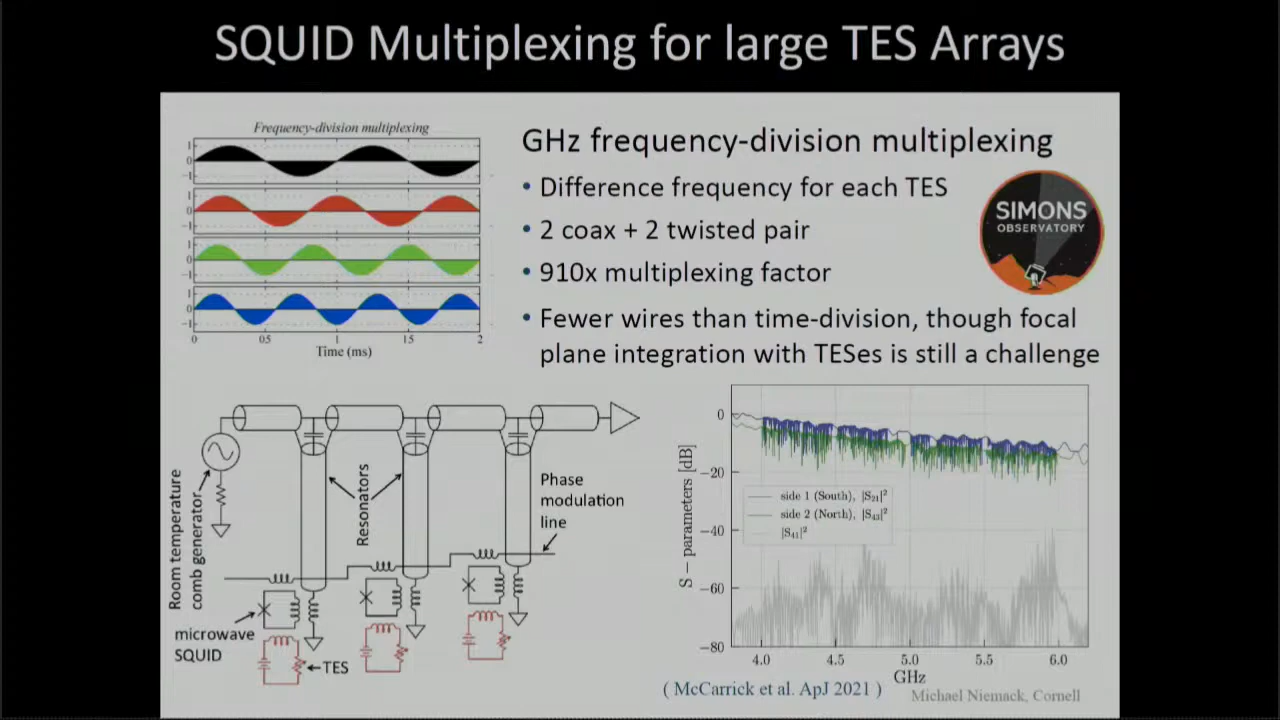 SQUID Multiplexing for large TES Arrays
Frequency-division multiplexing
1
0
−1
1
0
−1
1
0
−1
1
0
−1
0 0.5 1 1.5 2
Time (ms)
GHz frequency-division multiplexing
• Difference frequency for each TES
• 2 coax + 2 twisted pair
• 910x multiplexing factor
• Fewer wires than time-division, though focal
plane integration with TESes is still a challenge
SIMONS
OBSERVATORY
Room temperature
comb generator
Resonators
Phase
modulation
line
microwave
SQUID
TES
S − parameters [dB]
0
−20
−40
−60
−80
side 1 (South), |S21|²
side 2 (North), |S43|²
|S41|²
4.0 4.5 5.0 5.5 6.0
GHz
( McCarrick et al. ApJ 2021 )
Michael Niemack, Cornell